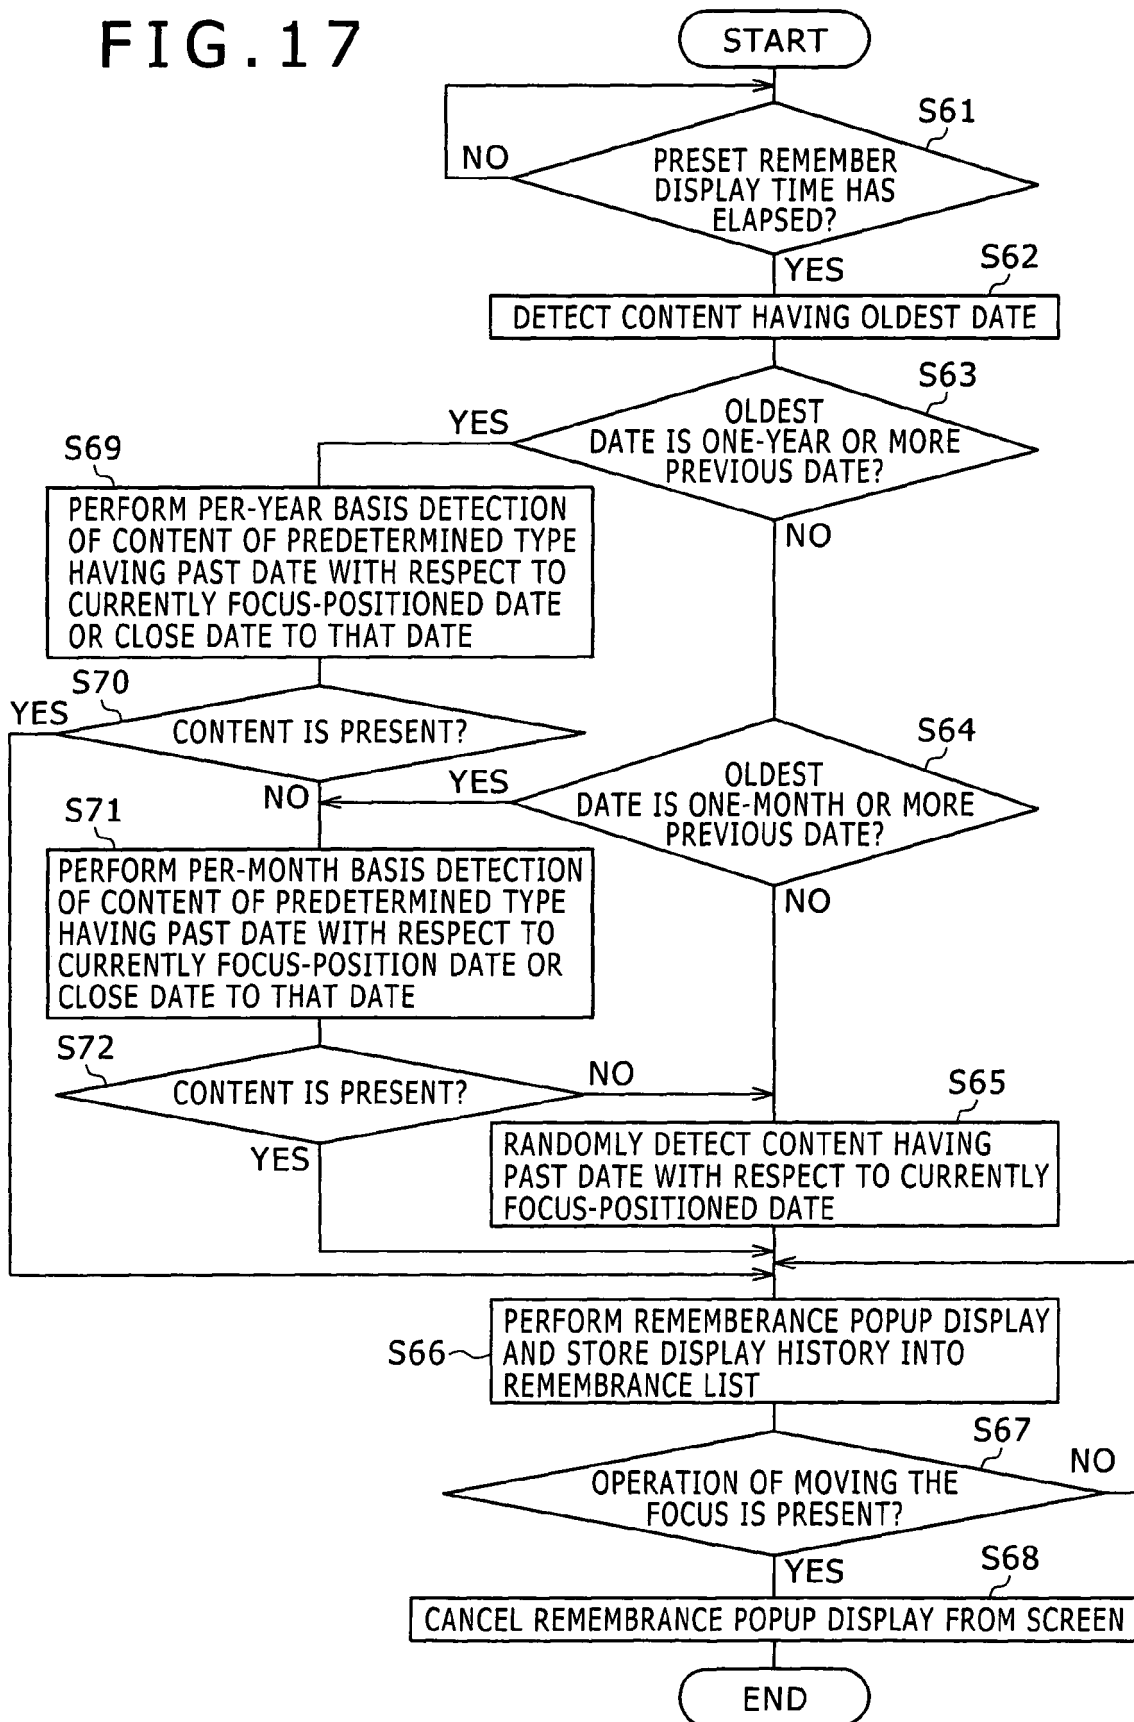 FIG.17
START
S61
NO
PRESET REMEMBER
DISPLAY TIME HAS
ELAPSED?
YES
S62
DETECT CONTENT HAVING OLDEST DATE
S63
YES
OLDEST
DATE IS ONE-YEAR OR MORE
PREVIOUS DATE?
NO
S69
PERFORM PER-YEAR BASIS DETECTION
OF CONTENT OF PREDETERMINED TYPE
HAVING PAST DATE WITH RESPECT TO
CURRENTLY FOCUS-POSITIONED DATE
OR CLOSE DATE TO THAT DATE
S70
YES
CONTENT IS PRESENT?
NO
S64
YES
OLDEST
DATE IS ONE-MONTH OR MORE
PREVIOUS DATE?
NO
S71
PERFORM PER-MONTH BASIS DETECTION
OF CONTENT OF PREDETERMINED TYPE
HAVING PAST DATE WITH RESPECT TO
CURRENTLY FOCUS-POSITION DATE OR
CLOSE DATE TO THAT DATE
S72
CONTENT IS PRESENT?
NO
YES
S65
RANDOMLY DETECT CONTENT HAVING
PAST DATE WITH RESPECT TO CURRENTLY
FOCUS-POSITIONED DATE
S66
PERFORM REMEMBERANCE POPUP DISPLAY
AND STORE DISPLAY HISTORY INTO
REMEMBRANCE LIST
S67
OPERATION OF MOVING THE
FOCUS IS PRESENT?
NO
YES
S68
CANCEL REMEMBRANCE POPUP DISPLAY FROM SCREEN
END